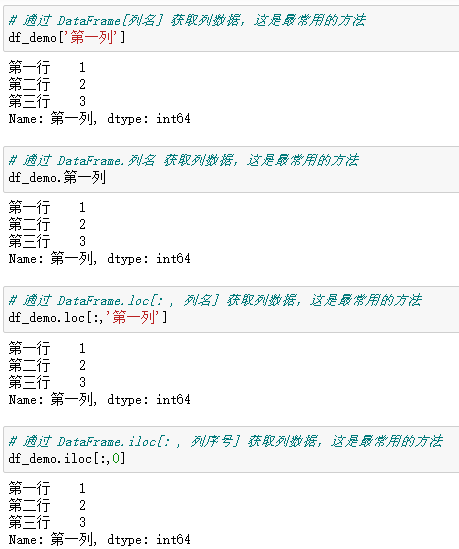 # 通过 DataFrame[列名] 获取列数据，这是最常用的方法
df_demo['第一列']
第一行    1
第二行    2
第三行    3
Name: 第一列, dtype: int64
# 通过 DataFrame.列名 获取列数据，这是最常用的方法
df_demo.第一列
第一行    1
第二行    2
第三行    3
Name: 第一列, dtype: int64
# 通过 DataFrame.loc[:, 列名] 获取列数据，这是最常用的方法
df_demo.loc[:,'第一列']
第一行    1
第二行    2
第三行    3
Name: 第一列, dtype: int64
# 通过 DataFrame.iloc[:, 列序号] 获取列数据，这是最常用的方法
df_demo.iloc[:,0]
第一行    1
第二行    2
第三行    3
Name: 第一列, dtype: int64